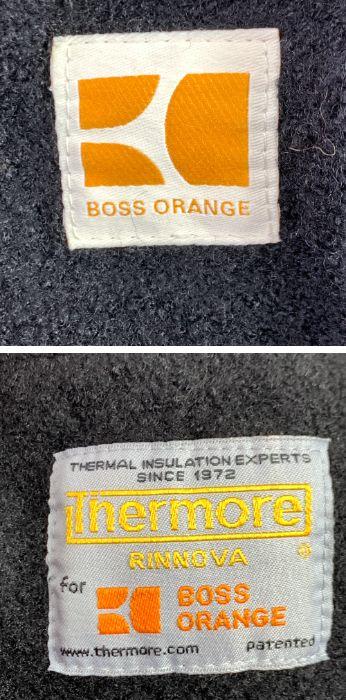 BOSS ORANGE
THERMAL INSULATION EXPERTS
SINCE 1972
Thermore
RINNOVA ®
for
BOSS
ORANGE
www.thermore.com patented